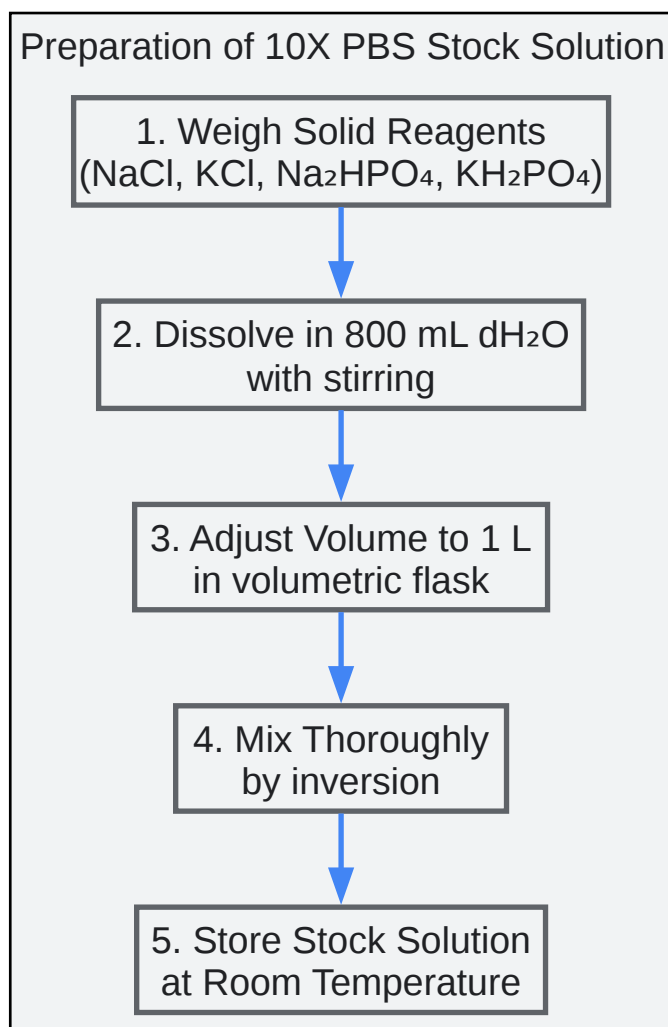 Preparation of 10X PBS Stock Solution
1. Weigh Solid Reagents
(NaCl, KCl, Na₂HPO₄, KH₂PO₄)
2. Dissolve in 800 mL dH₂O
with stirring
3. Adjust Volume to 1 L
in volumetric flask
4. Mix Thoroughly
by inversion
5. Store Stock Solution
at Room Temperature